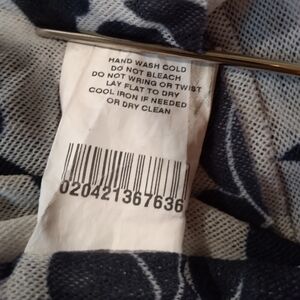 HAND WASH COLD
DO NOT BLEACH
DO NOT WRING OR TWIST
LAY FLAT TO DRY
COOL IRON IF NEEDED
OR DRY CLEAN
020421367636